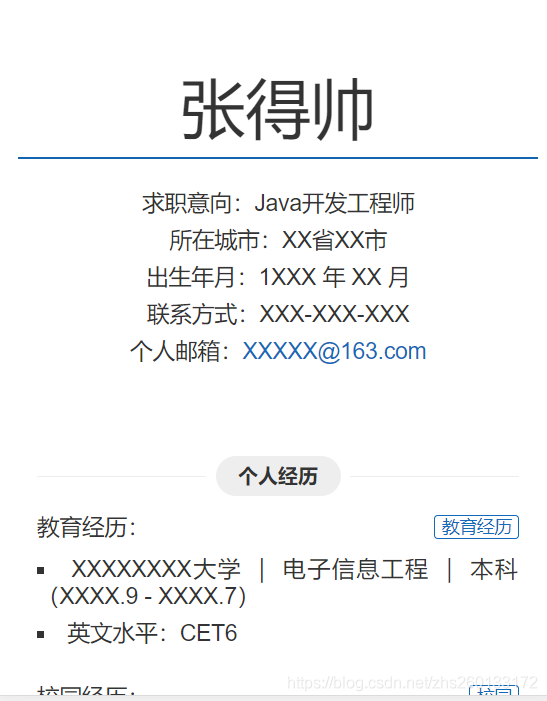 张得帅
求职意向：Java开发工程师
所在城市：XX省XX市
出生年月：1XXX 年 XX 月
联系方式：XXX-XXX-XXX
个人邮箱：XXXXX@163.com
个人经历
教育经历： 教育经历
XXXXXXXX大学 | 电子信息工程 | 本科
（XXXX.9 - XXXX.7）
英文水平：CET6
校园经历： 校园
https://blog.csdn.net/zhs260133172